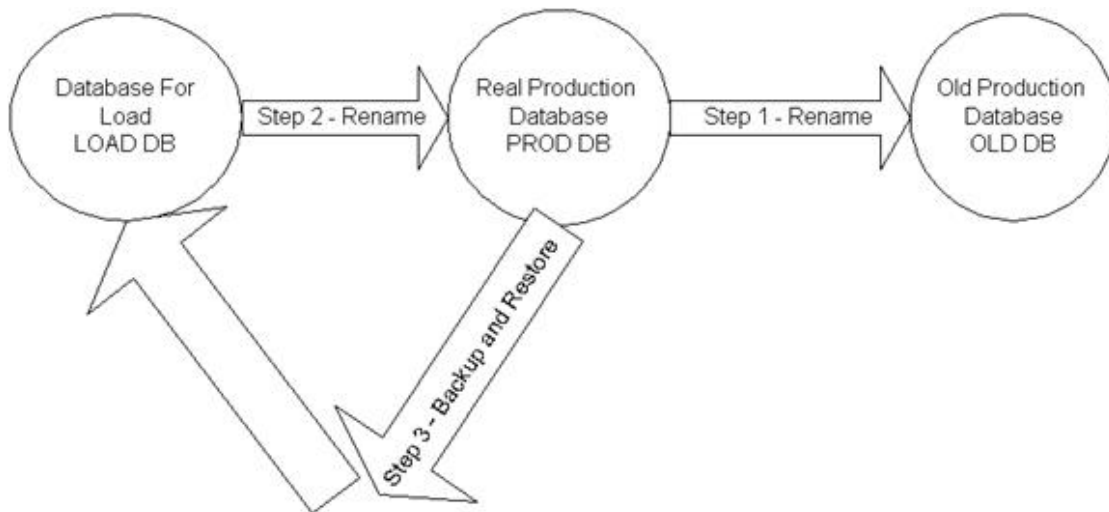 Database For
Load
LOAD DB
Step 2 - Rename
Real Production
Database
PROD DB
Step 1 - Rename
Old Production
Database
OLD DB
Step 3 - Backup and Restore